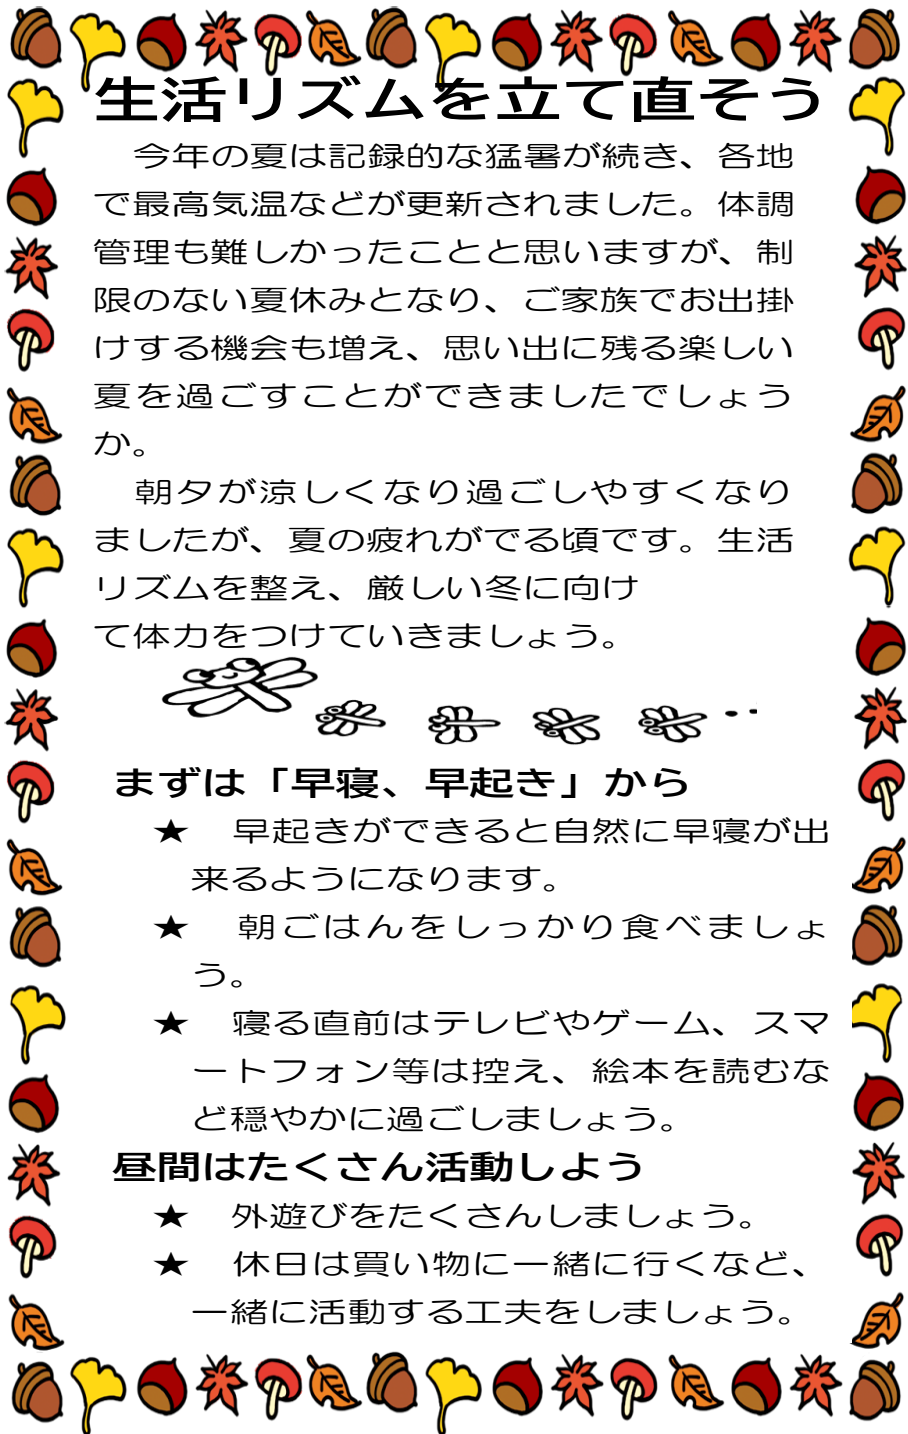 生活リズムを立て直そう
今年の夏は記録的な猛暑が続き、各地
で最高気温などが更新されました。体調
管理も難しかったことと思いますが、制
限のない夏休みとなり、ご家族でお出掛
けする機会も増え、思い出に残る楽しい
夏を過ごすことができましたでしょう
か。
朝夕が涼しくなり過ごしやすくなり
ましたが、夏の疲れがでる頃です。生活
リズムを整え、厳しい冬に向け
て体力をつけていきましょう。
まずは「早寝、早起き」から
★　早起きができると自然に早寝が出
来るようになります。
★　朝ごはんをしっかり食べましょ
う。
★　寝る直前はテレビやゲーム、スマ
ートフォン等は控え、絵本を読むな
ど穏やかに過ごしましょう。
昼間はたくさん活動しよう
★　外遊びをたくさんしましょう。
★　休日は買い物に一緒に行くなど、
一緒に活動する工夫をしましょう。